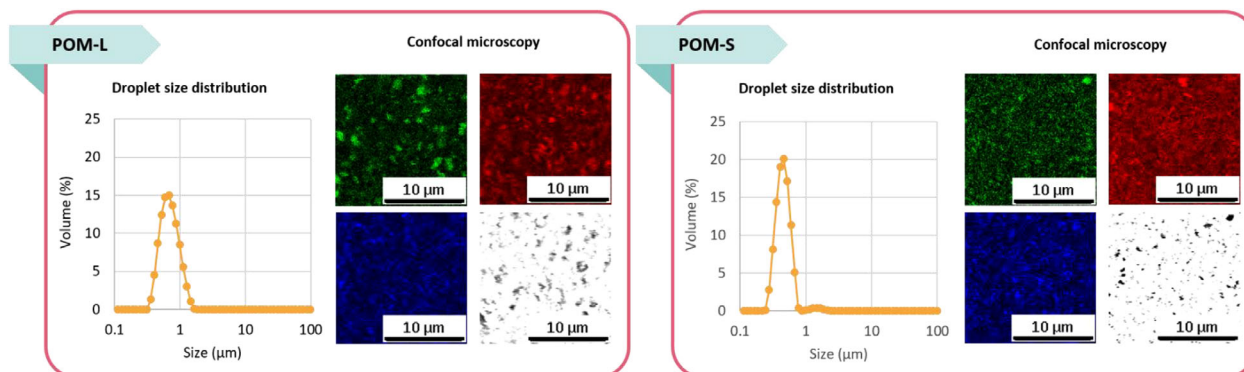 POM-L
Confocal microscopy
Droplet size distribution
25
20
15
10
5
0
Volume (%)
0.1
1
10
100
Size (µm)
10 µm
10 µm
10 µm
10 µm
POM-S
Confocal microscopy
Droplet size distribution
25
20
15
10
5
0
Volume (%)
0.1
1
10
100
Size (µm)
10 µm
10 µm
10 µm
10 µm